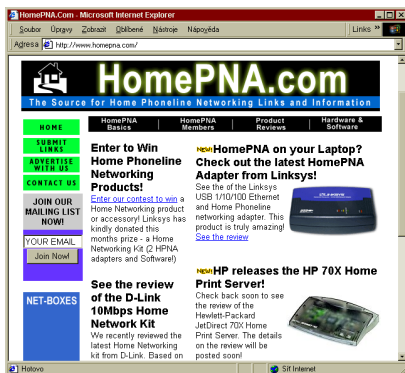 HomePNA.Com - Microsoft Internet Explorer
Soubor Úpravy Zobrazit Oblíbené Nástroje Nápověda
Links »
Adresa http://www.homepna.com/
HomePNA.com
The Source for Home Phoneline Networking Links and Information
HomePNA Basics
HomePNA Members
Product Reviews
Hardware & Software
HOME
SUBMIT LINKS
ADVERTISE WITH US
CONTACT US
JOIN OUR
MAILING LIST
NOW!
YOUR EMAIL
Join Now!
NET-BOXES
Enter to Win
Home Phoneline
Networking
Products!
Enter our contest to win a
Home Networking product
or accessory! Linksys has
kindly donated this
months prize - a Home
Networking Kit (2 HPNA
adapters and Software!)
See the review
of the D-Link
10Mbps Home
Network Kit
We recently reviewed the
latest Home Networking
kit from D-Link. Based on
NEW! HomePNA on your Laptop?
Check out the latest HomePNA
Adapter from Linksys!
See the of the Linksys
USB 1/10/100 Ethernet
and Home Phoneline
networking adapter. This
product is truly amazing!
See the review
NEW! HP releases the HP 70X Home
Print Server!
Check back soon to see
the review of the
Hewlett-Packard
JetDirect 70X Home
Print Server. The details
on the review will be
posted soon!
Hotovo
Síť Internet